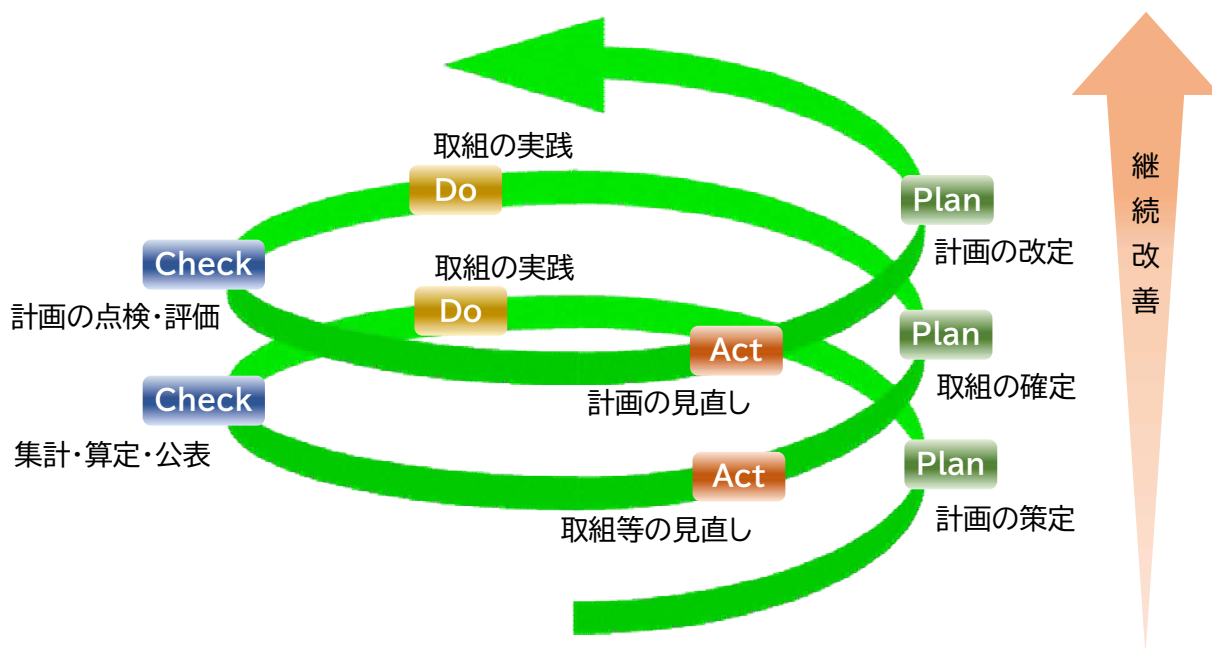 取組の実践
Do
Plan
計画の改定
Check
計画の点検・評価
取組の実践
Do
Act
計画の見直し
Plan
取組の確定
Check
集計・算定・公表
Act
取組等の見直し
Plan
計画の策定
継続改善